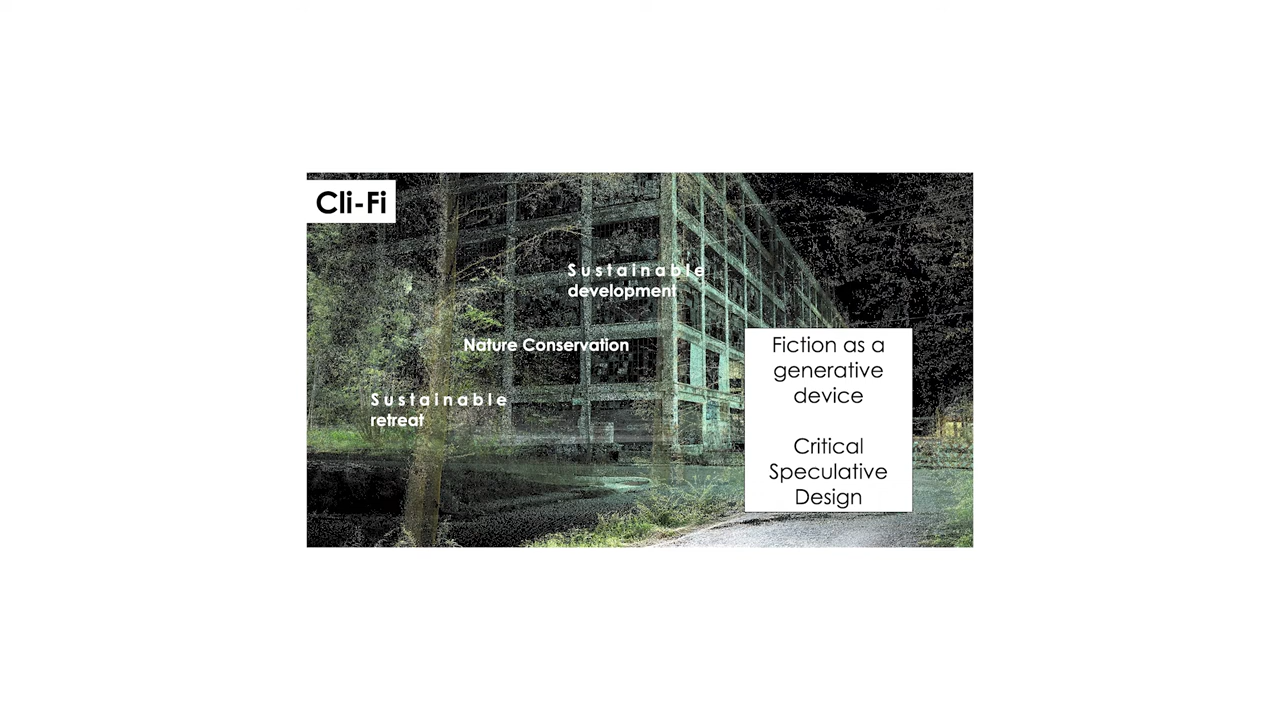 Cli-Fi
Sustainable
development
Nature Conservation
Sustainable
retreat
Fiction as a
generative
device
Critical
Speculative
Design